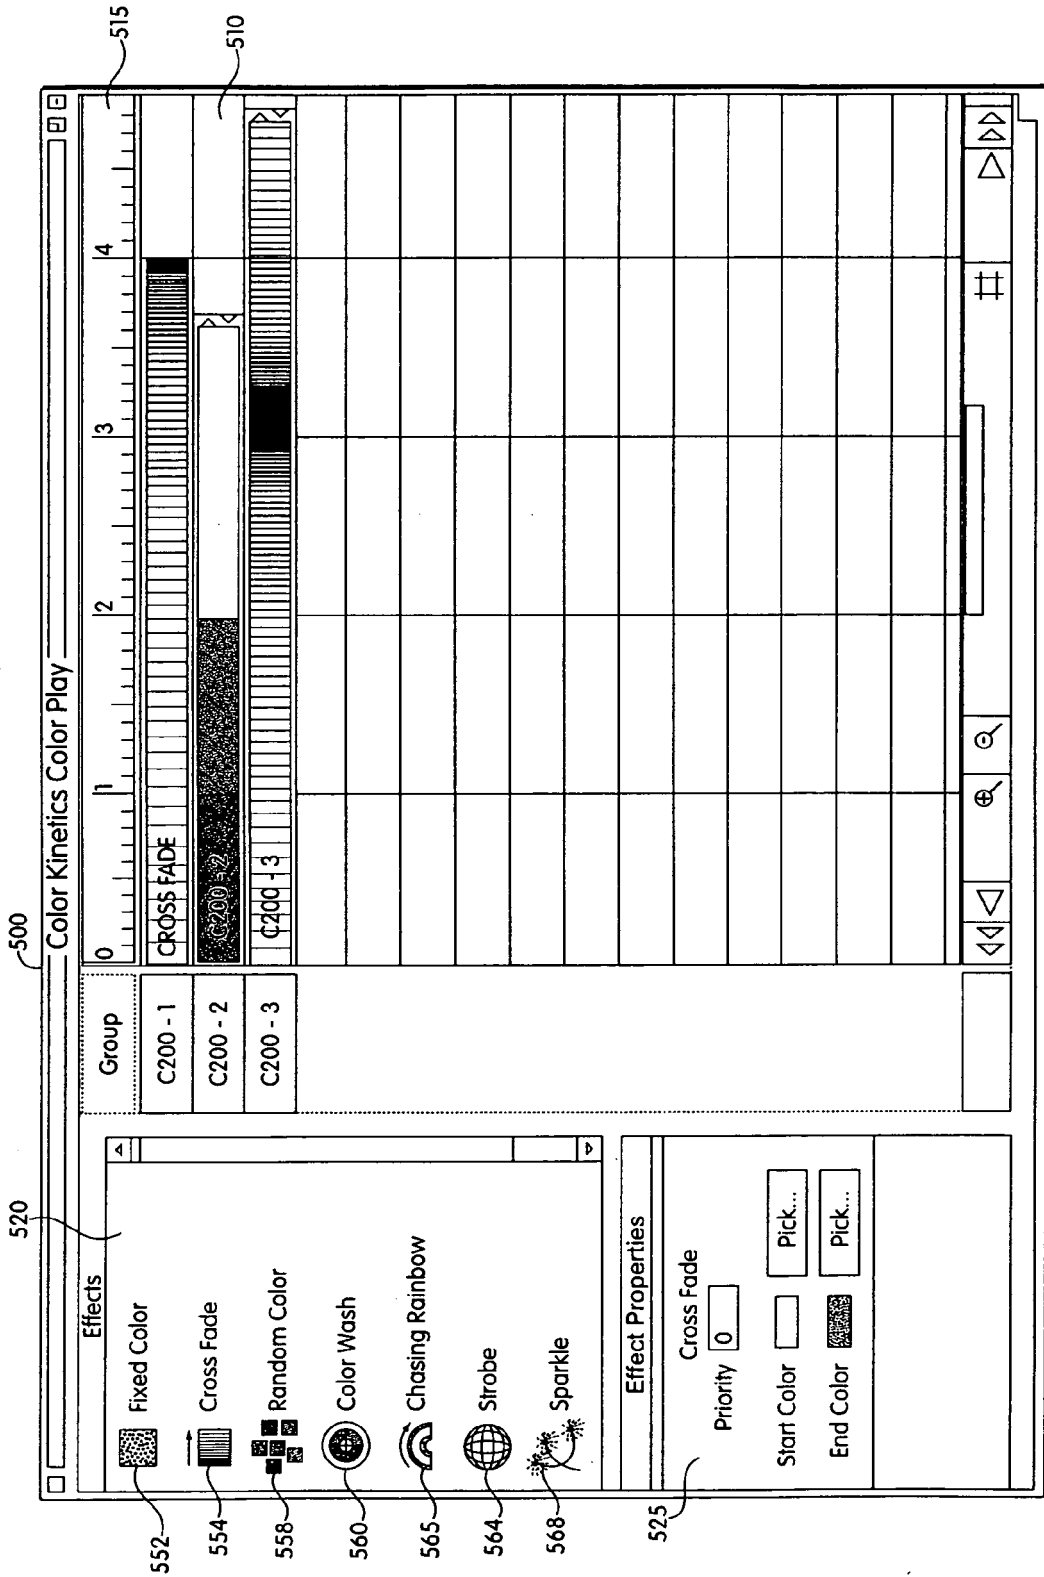 500
Color Kinetics Color Play
520
515
510
Effects
552
Fixed Color
554
Cross Fade
558
Random Color
560
Color Wash
565
Chasing Rainbow
564
Strobe
568
Sparkle
525
Effect Properties
Cross Fade
Priority 0
Start Color Pick...
End Color Pick...
Group
0 1 2 3 4
C200 - 1
CROSS FADE
C200 - 2
C200 - 2
C200 - 3
C200 - 3